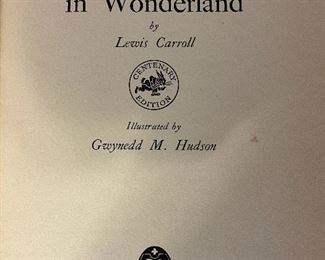 in Wonderland
by
Lewis Carroll
CENTENARY
EDITION
Illustrated by
Gwynedd M. Hudson